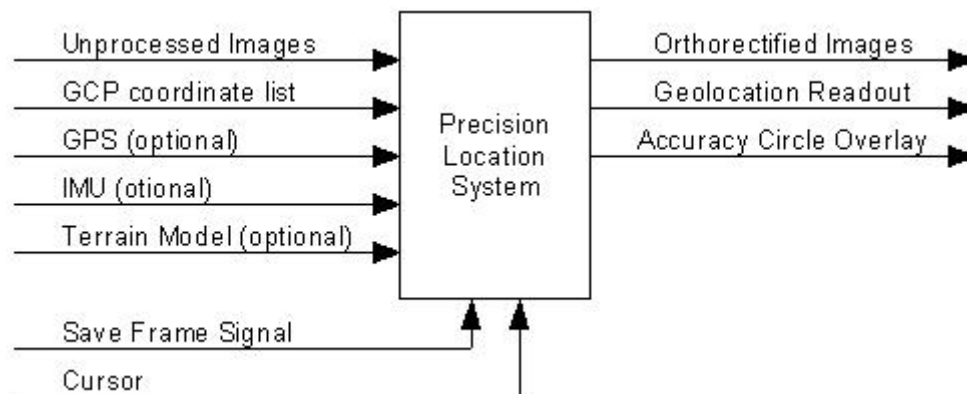 Unprocessed Images
GCP coordinate list
GPS (optional)
IMU (otional)
Terrain Model (optional)
Save Frame Signal
Cursor
Precision
Location
System
Orthorectified Images
Geolocation Readout
Accuracy Circle Overlay